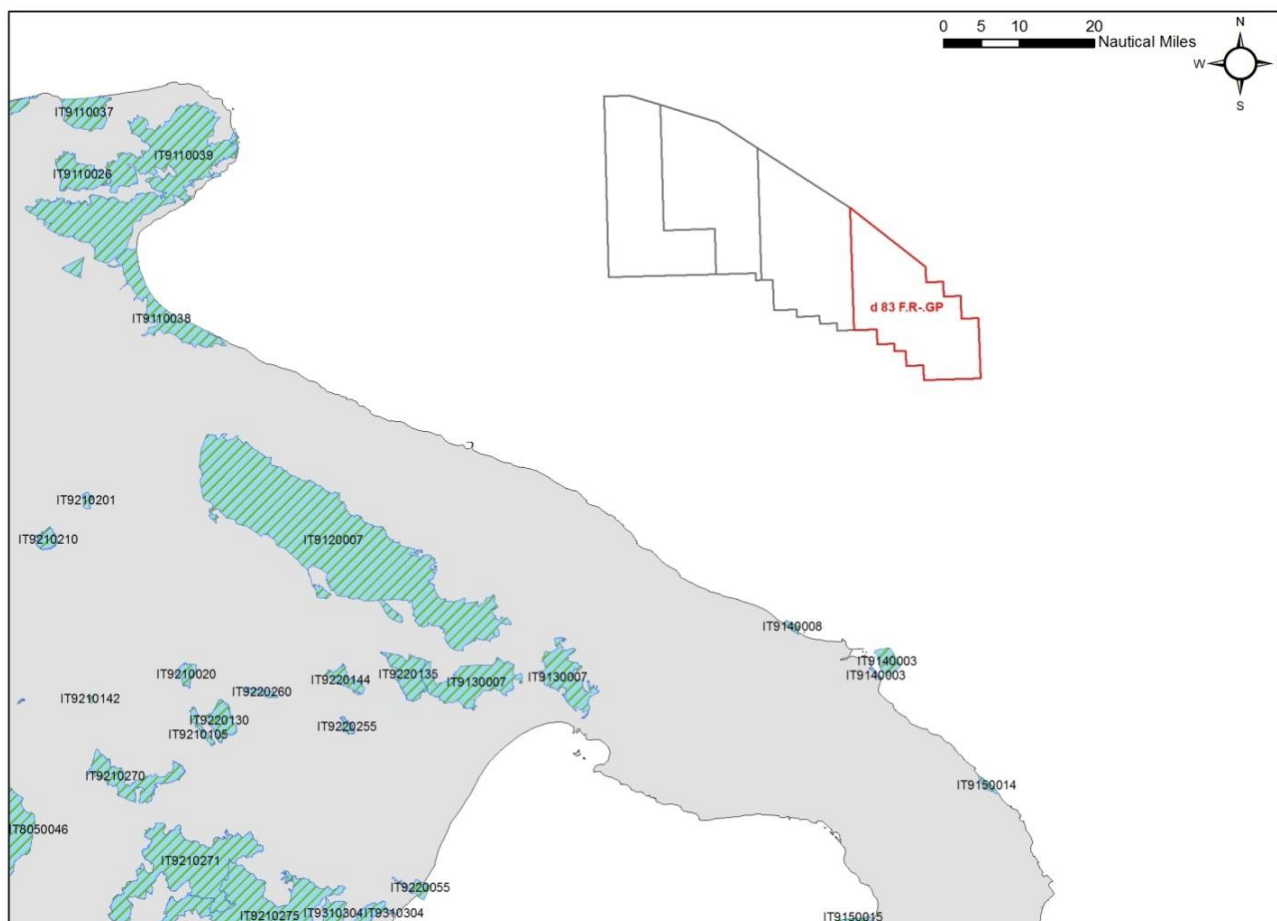 0 5 10 20
Nautical Miles
N
W
S
IT9110037
IT9110039
IT9110026
IT9110038
d 83 F.R-.GP
IT9210201
IT9210210
IT9120007
IT9140008
IT9140003
IT9140003
IT9210020
IT9220144
IT9220135
IT9130007
IT9130007
IT9220260
IT9210142
IT9220130
IT9220255
IT9210105
IT9210270
IT9150014
IT8050046
IT9210271
IT9220055
IT9210275
IT9310304
IT9310304
IT9150015